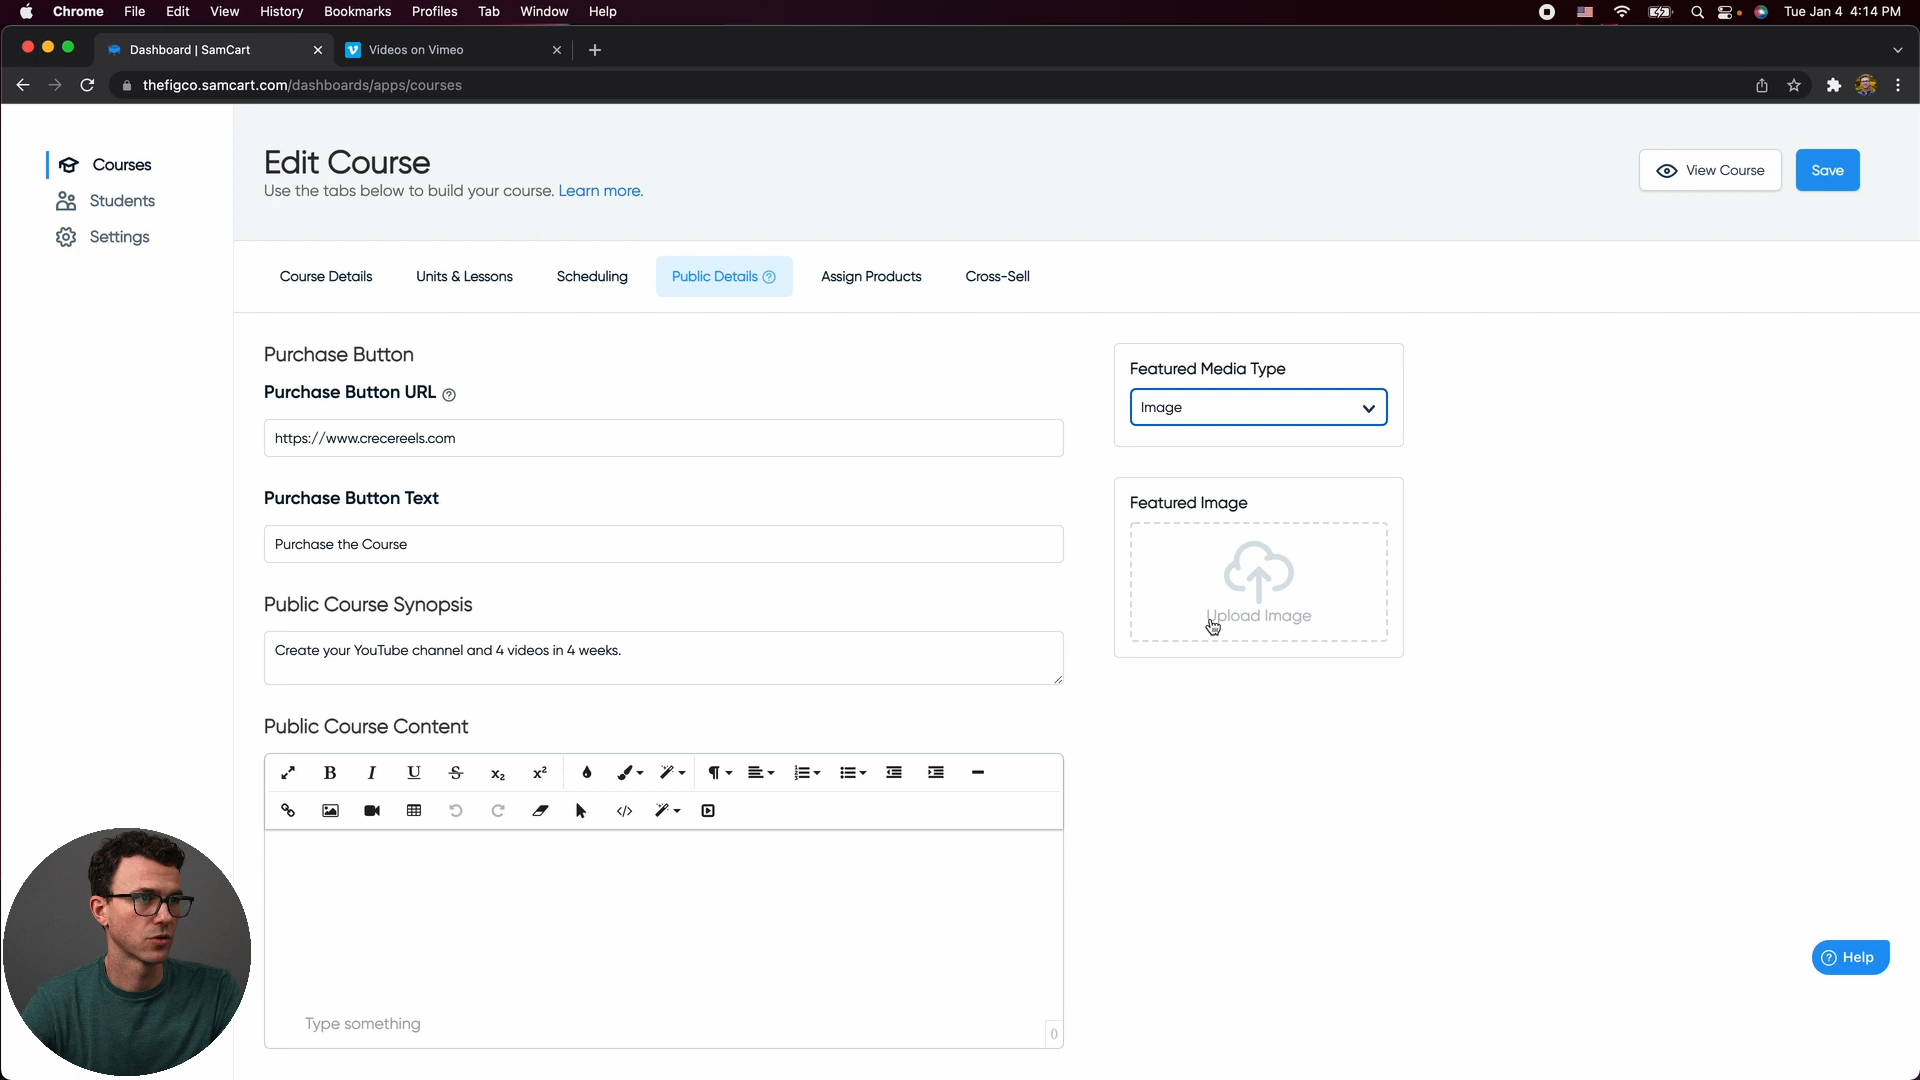 Chrome File Edit View History Bookmarks Profiles Tab Window Help Tue Jan 4 4:14 PM
Dashboard | SamCart Videos on Vimeo
thefigco.samcart.com/dashboards/apps/courses
Courses
Students
Settings
Edit Course
Use the tabs below to build your course. Learn more.
View Course
Save
Course Details Units & Lessons Scheduling Public Details Assign Products Cross-Sell
Purchase Button
Purchase Button URL
https://www.crecereels.com
Purchase Button Text
Purchase the Course
Public Course Synopsis
Create your YouTube channel and 4 videos in 4 weeks.
Public Course Content
Type something
0
Featured Media Type
Image
Featured Image
Upload Image
Help